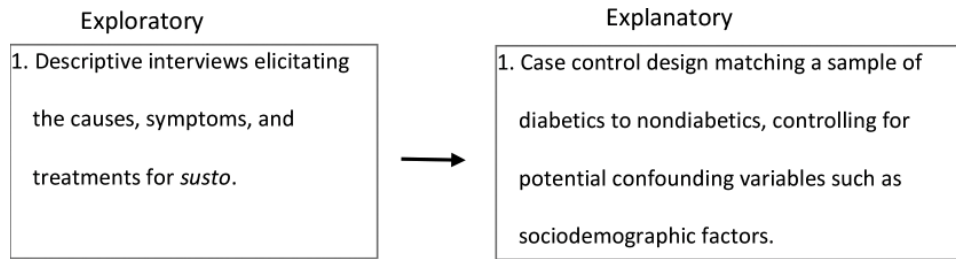 Exploratory
1. Descriptive interviews elicitating
the causes, symptoms, and
treatments for susto.
Explanatory
1. Case control design matching a sample of
diabetics to nondiabetics, controlling for
potential confounding variables such as
sociodemographic factors.